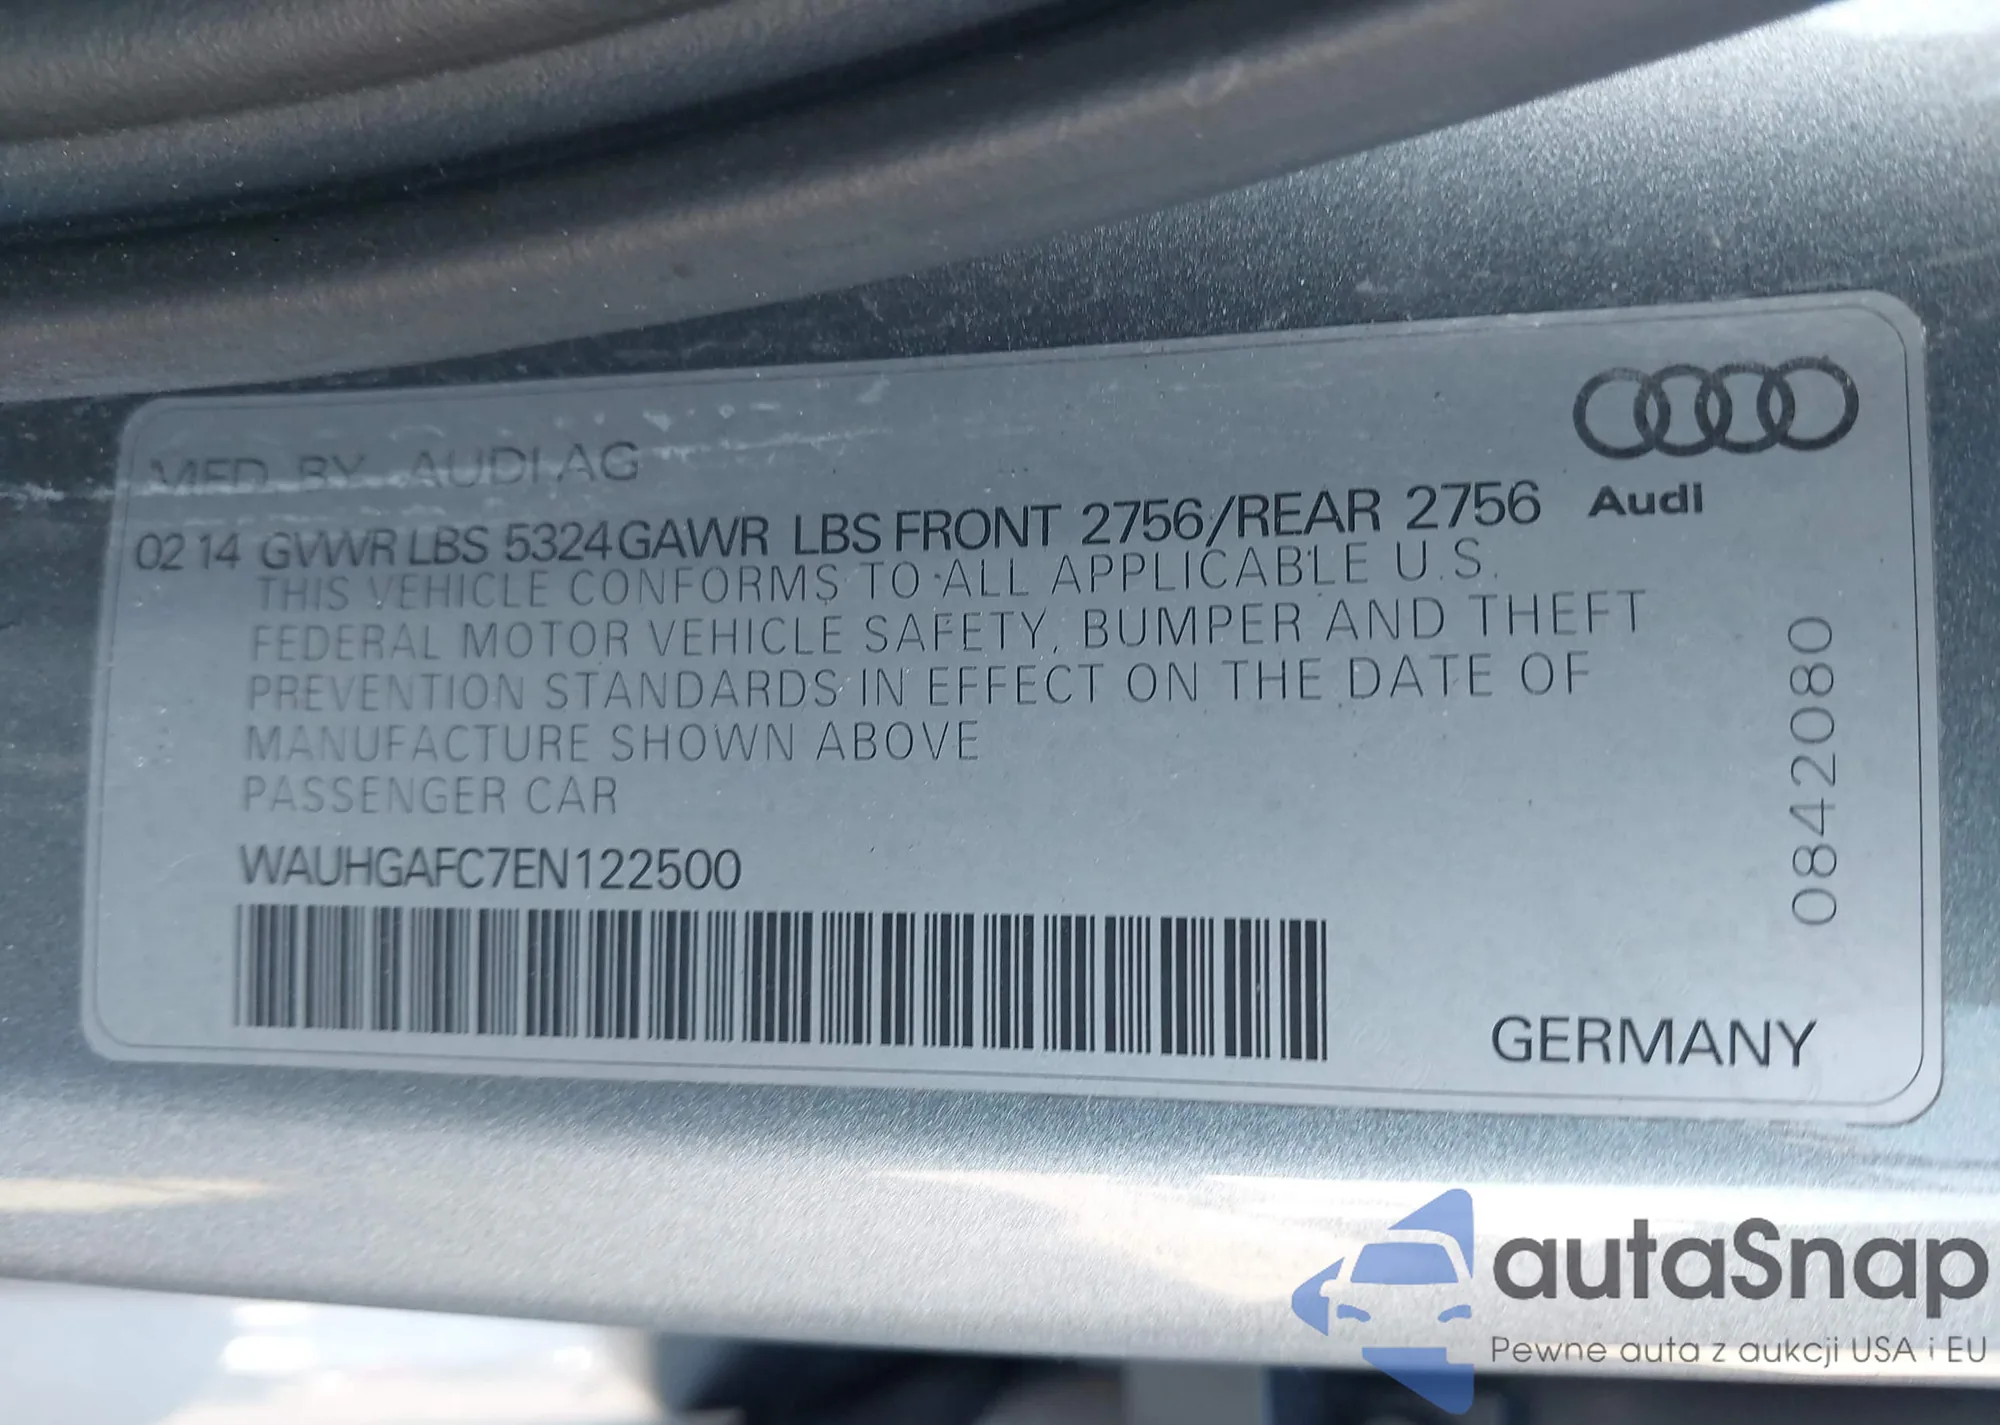 MFD BY AUDI AG
02 14 GVWR LBS 5324 GAWR LBS FRONT 2756/REAR 2756
Audi
THIS VEHICLE CONFORMS TO ALL APPLICABLE U.S.
FEDERAL MOTOR VEHICLE SAFETY, BUMPER AND THEFT
PREVENTION STANDARDS IN EFFECT ON THE DATE OF
MANUFACTURE SHOWN ABOVE
PASSENGER CAR
WAUHGAFC7EN122500
0842080
GERMANY
autaSnap
Pewne auta z aukcji USA i EU